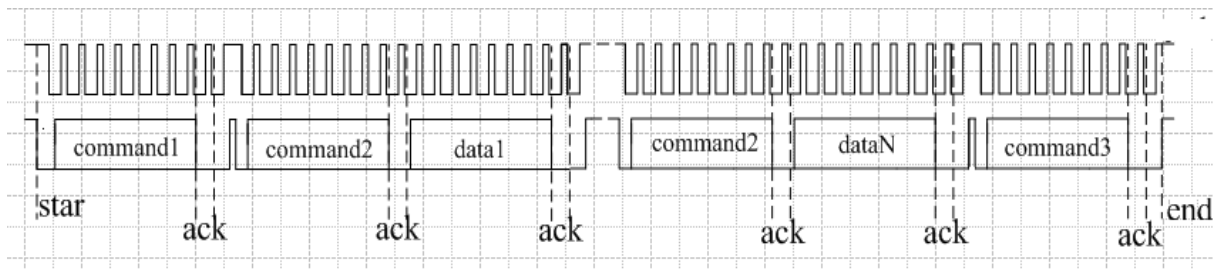 command1 command2 data1 command2 dataN command3
star end
ack ack ack ack ack ack